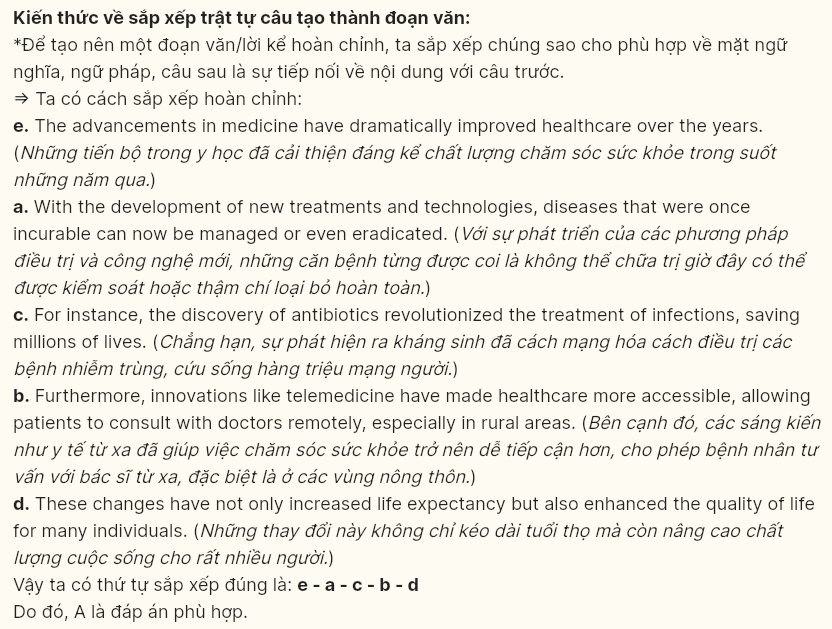 Kiến thức về sắp xếp trật tự câu tạo thành đoạn văn:
*Để tạo nên một đoạn văn/lời kể hoàn chỉnh, ta sắp xếp chúng sao cho phù hợp về mặt ngữ
nghĩa, ngữ pháp, câu sau là sự tiếp nối về nội dung với câu trước.
⇒ Ta có cách sắp xếp hoàn chỉnh:
e. The advancements in medicine have dramatically improved healthcare over the years.
(Những tiến bộ trong y học đã cải thiện đáng kể chất lượng chăm sóc sức khỏe trong suốt
những năm qua.)
a. With the development of new treatments and technologies, diseases that were once
incurable can now be managed or even eradicated. (Với sự phát triển của các phương pháp
điều trị và công nghệ mới, những căn bệnh từng được coi là không thể chữa trị giờ đây có thể
được kiểm soát hoặc thậm chí loại bỏ hoàn toàn.)
c. For instance, the discovery of antibiotics revolutionized the treatment of infections, saving
millions of lives. (Chẳng hạn, sự phát hiện ra kháng sinh đã cách mạng hóa cách điều trị các
bệnh nhiễm trùng, cứu sống hàng triệu mạng người.)
b. Furthermore, innovations like telemedicine have made healthcare more accessible, allowing
patients to consult with doctors remotely, especially in rural areas. (Bên cạnh đó, các sáng kiến
như y tế từ xa đã giúp việc chăm sóc sức khỏe trở nên dễ tiếp cận hơn, cho phép bệnh nhân tư
vấn với bác sĩ từ xa, đặc biệt là ở các vùng nông thôn.)
d. These changes have not only increased life expectancy but also enhanced the quality of life
for many individuals. (Những thay đổi này không chỉ kéo dài tuổi thọ mà còn nâng cao chất
lượng cuộc sống cho rất nhiều người.)
Vậy ta có thứ tự sắp xếp đúng là: e - a - c - b - d
Do đó, A là đáp án phù hợp.